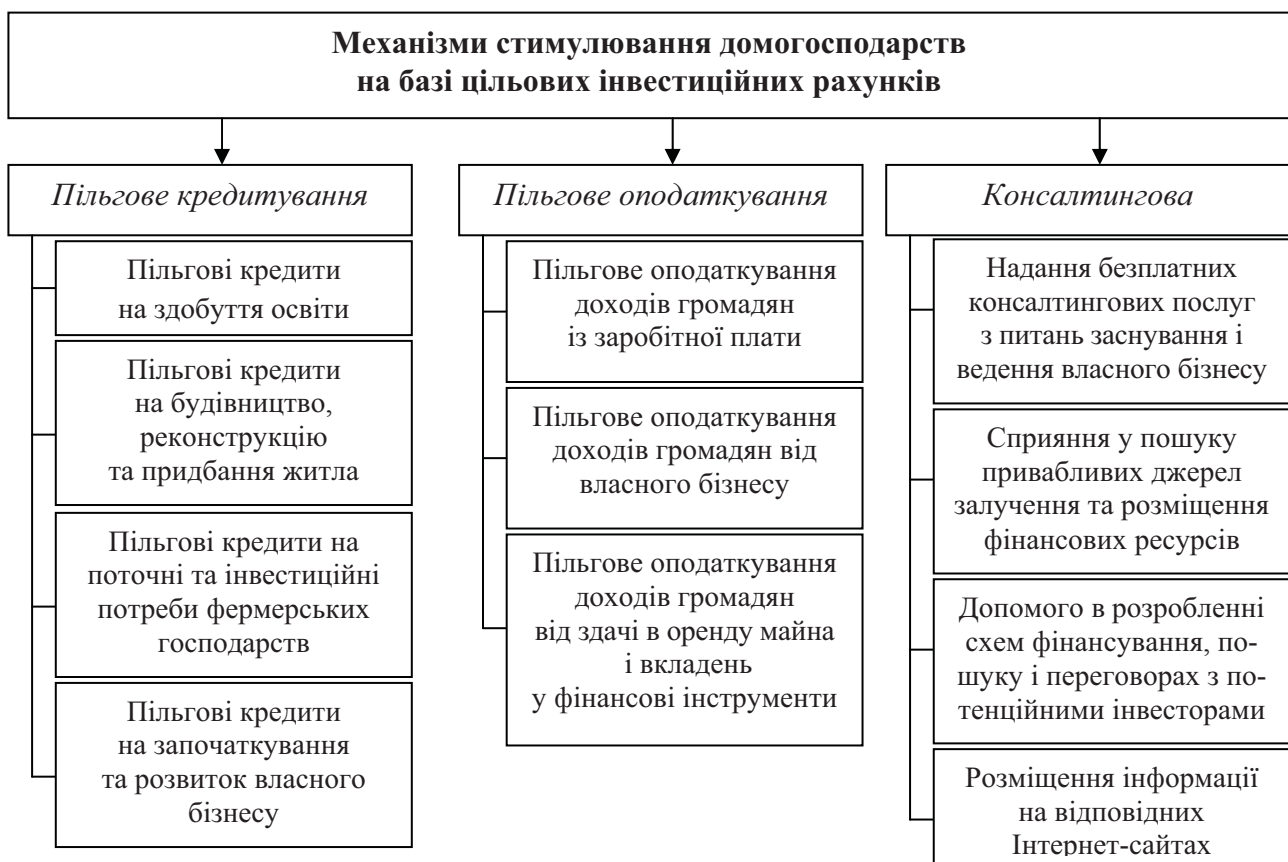 Механізми стимулювання домогосподарств
на базі цільових інвестиційних рахунків
Пільгове кредитування
Пільгові кредити
на здобуття освіти
Пільгові кредити
на будівництво,
реконструкцію
та придбання житла
Пільгові кредити на
поточні та інвестиційні
потреби фермерських
господарств
Пільгові кредити
на започаткування
та розвиток власного
бізнесу
Пільгове оподаткування
Пільгове оподаткування
доходів громадян
із заробітної плати
Пільгове оподаткування
доходів громадян від
власного бізнесу
Пільгове оподаткування
доходів громадян
від здачі в оренду майна
і вкладень
у фінансові інструменти
Консалтингова
Надання безплатних
консалтингових послуг
з питань заснування і
ведення власного бізнесу
Сприяння у пошуку
привабливих джерел
залучення та розміщення
фінансових ресурсів
Допомого в розробленні
схем фінансування, по-
шуку і переговорах з по-
тенційними інвесторами
Розміщення інформації
на відповідних
Інтернет-сайтах